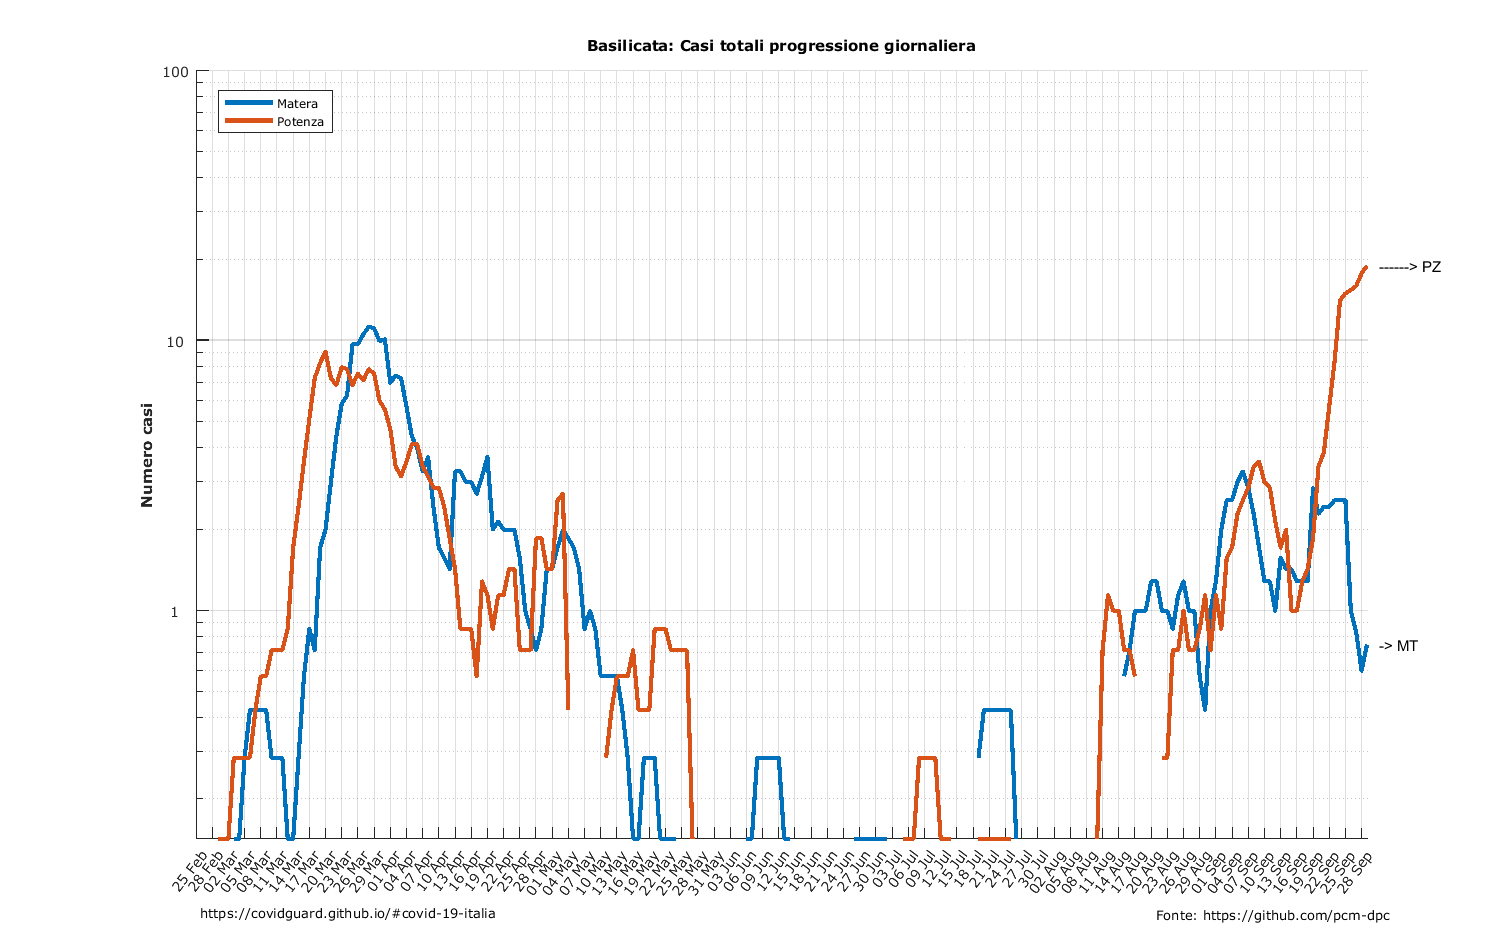 Basilicata: Casi totali progressione giornaliera
100
Matera
Potenza
------> PZ
10
Numero casi
1
-> MT
25 Feb
28 Feb
02 Mar
05 Mar
08 Mar
11 Mar
14 Mar
17 Mar
20 Mar
23 Mar
26 Mar
29 Mar
01 Apr
04 Apr
07 Apr
10 Apr
13 Apr
16 Apr
19 Apr
22 Apr
25 Apr
28 Apr
01 May
04 May
07 May
10 May
13 May
16 May
19 May
22 May
25 May
28 May
31 May
03 Jun
06 Jun
09 Jun
12 Jun
15 Jun
18 Jun
21 Jun
24 Jun
27 Jun
30 Jun
03 Jul
06 Jul
09 Jul
12 Jul
15 Jul
18 Jul
21 Jul
24 Jul
27 Jul
30 Jul
02 Aug
05 Aug
08 Aug
11 Aug
14 Aug
17 Aug
20 Aug
23 Aug
26 Aug
29 Aug
01 Sep
04 Sep
07 Sep
10 Sep
13 Sep
16 Sep
19 Sep
22 Sep
25 Sep
28 Sep
https://covidguard.github.io/#covid-19-italia
Fonte: https://github.com/pcm-dpc